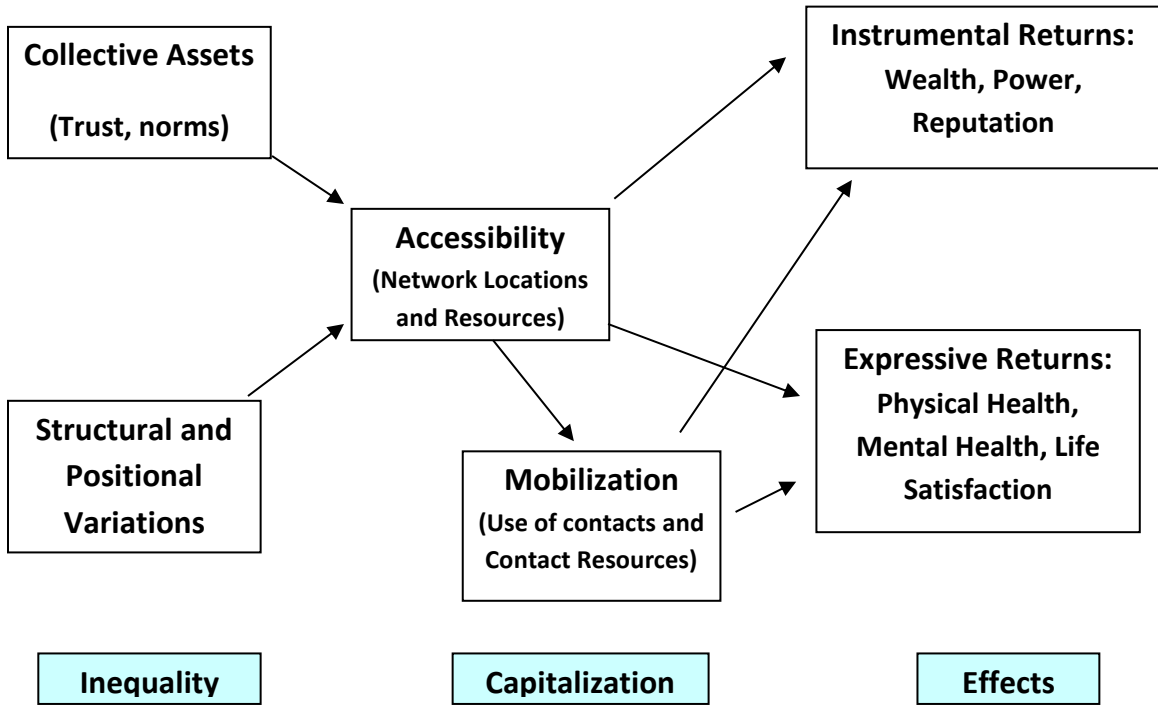 Collective Assets
(Trust, norms)
Instrumental Returns:
Wealth, Power,
Reputation
Accessibility
(Network Locations
and Resources)
Structural and
Positional
Variations
Mobilization
(Use of contacts and
Contact Resources)
Expressive Returns:
Physical Health,
Mental Health, Life
Satisfaction
Inequality
Capitalization
Effects